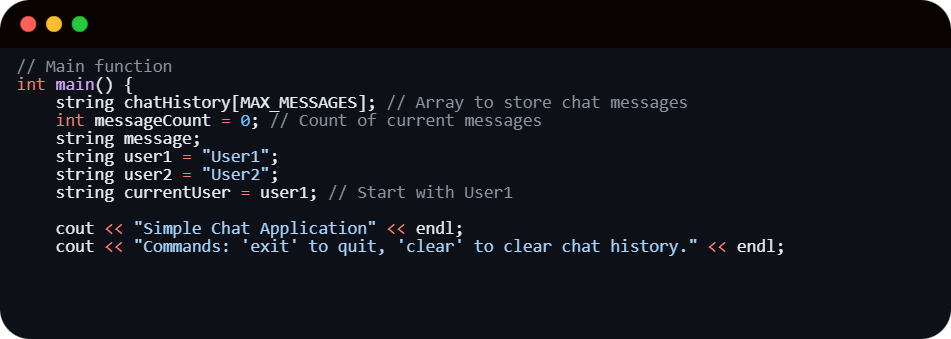 // Main function
int main() {
    string chatHistory[MAX_MESSAGES]; // Array to store chat messages
    int messageCount = 0; // Count of current messages
    string message;
    string user1 = "User1";
    string user2 = "User2";
    string currentUser = user1; // Start with User1

    cout << "Simple Chat Application" << endl;
    cout << "Commands: 'exit' to quit, 'clear' to clear chat history." << endl;